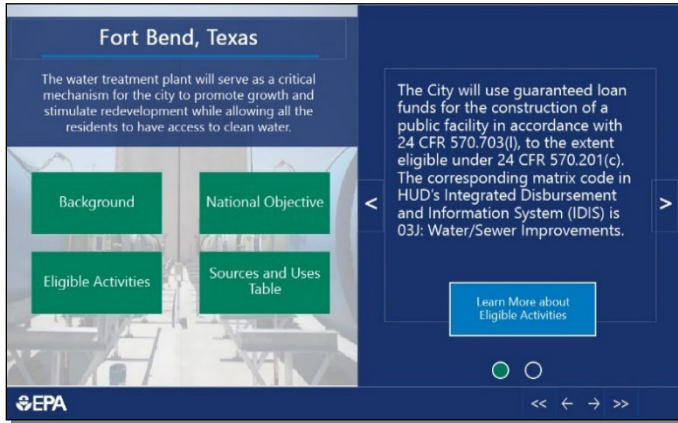 Fort Bend, Texas
The water treatment plant will serve as a critical
mechanism for the city to promote growth and
stimulate redevelopment while allowing all the
residents to have access to clean water.
Background
National Objective
Eligible Activities
Sources and Uses
Table
<
The City will use guaranteed loan
funds for the construction of a
public facility in accordance with
24 CFR 570.703(l), to the extent
eligible under 24 CFR 570.201(c).
The corresponding matrix code in
HUD's Integrated Disbursement
and Information System (IDIS) is
03J: Water/Sewer Improvements.
>
Learn More about
Eligible Activities
EPA
<< ← → >>